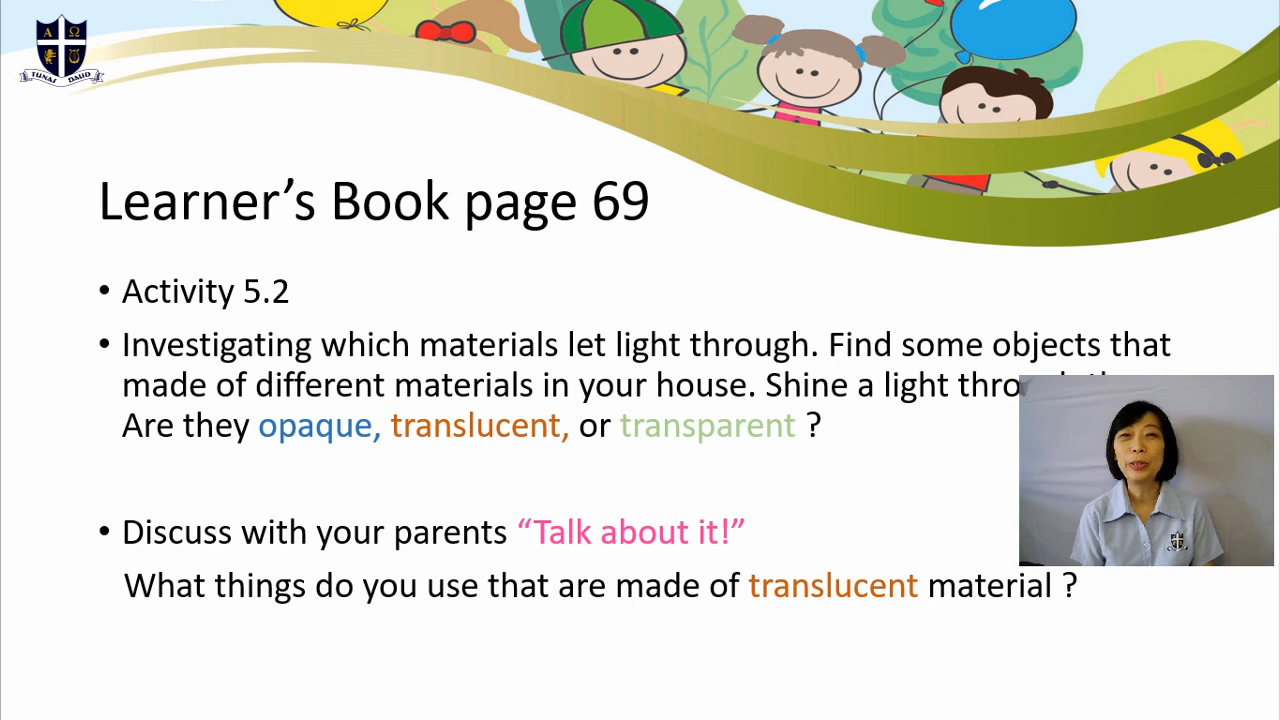 Α Ω
TUNAS DAUD
Learner's Book page 69
• Activity 5.2
• Investigating which materials let light through. Find some objects that
made of different materials in your house. Shine a light
Are they opaque, translucent, or transparent ?
• Discuss with your parents “Talk about it!”
What things do you use that are made of translucent material ?